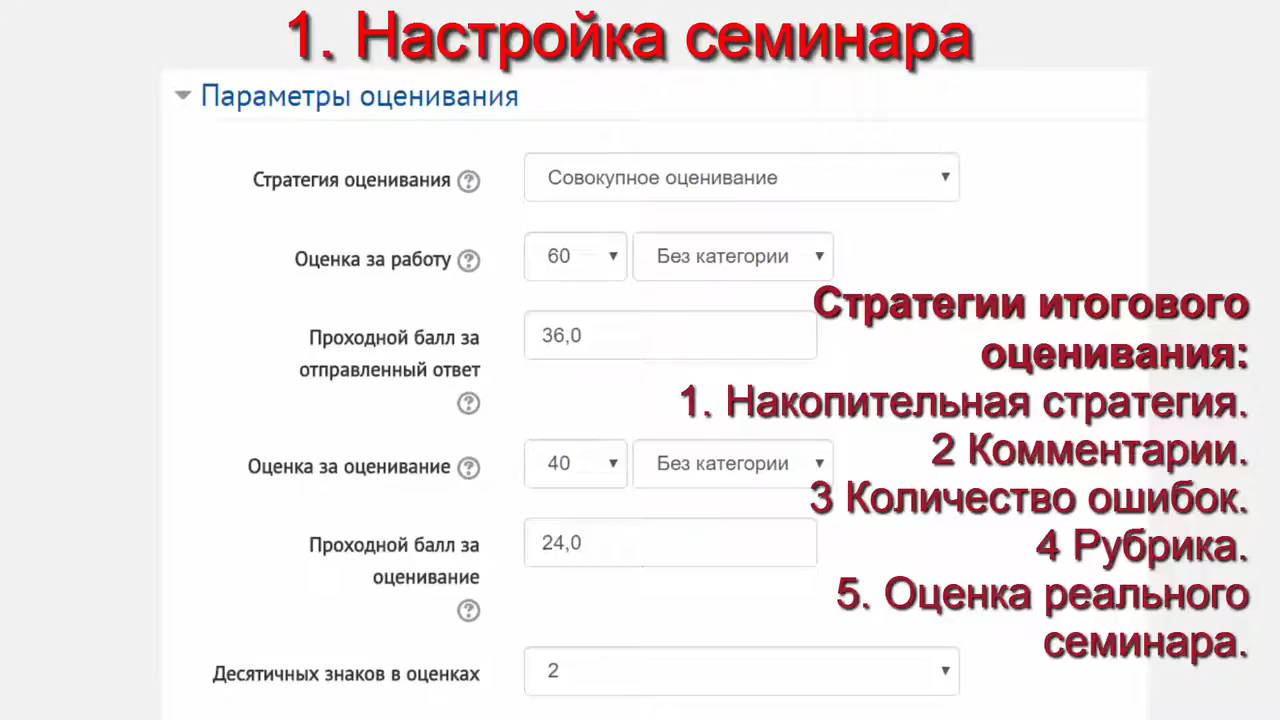 1. Настройка семинара
Параметры оценивания
Стратегия оценивания ?
Совокупное оценивание
Оценка за работу ?
60
Без категории
Проходной балл за
отправленный ответ
?
36,0
Оценка за оценивание ?
40
Без категории
Проходной балл за
оценивание
?
24,0
Десятичных знаков в оценках
2
Стратегии итогового
оценивания:
1. Накопительная стратегия.
2 Комментарии.
3 Количество ошибок.
4 Рубрика.
5. Оценка реального
семинара.